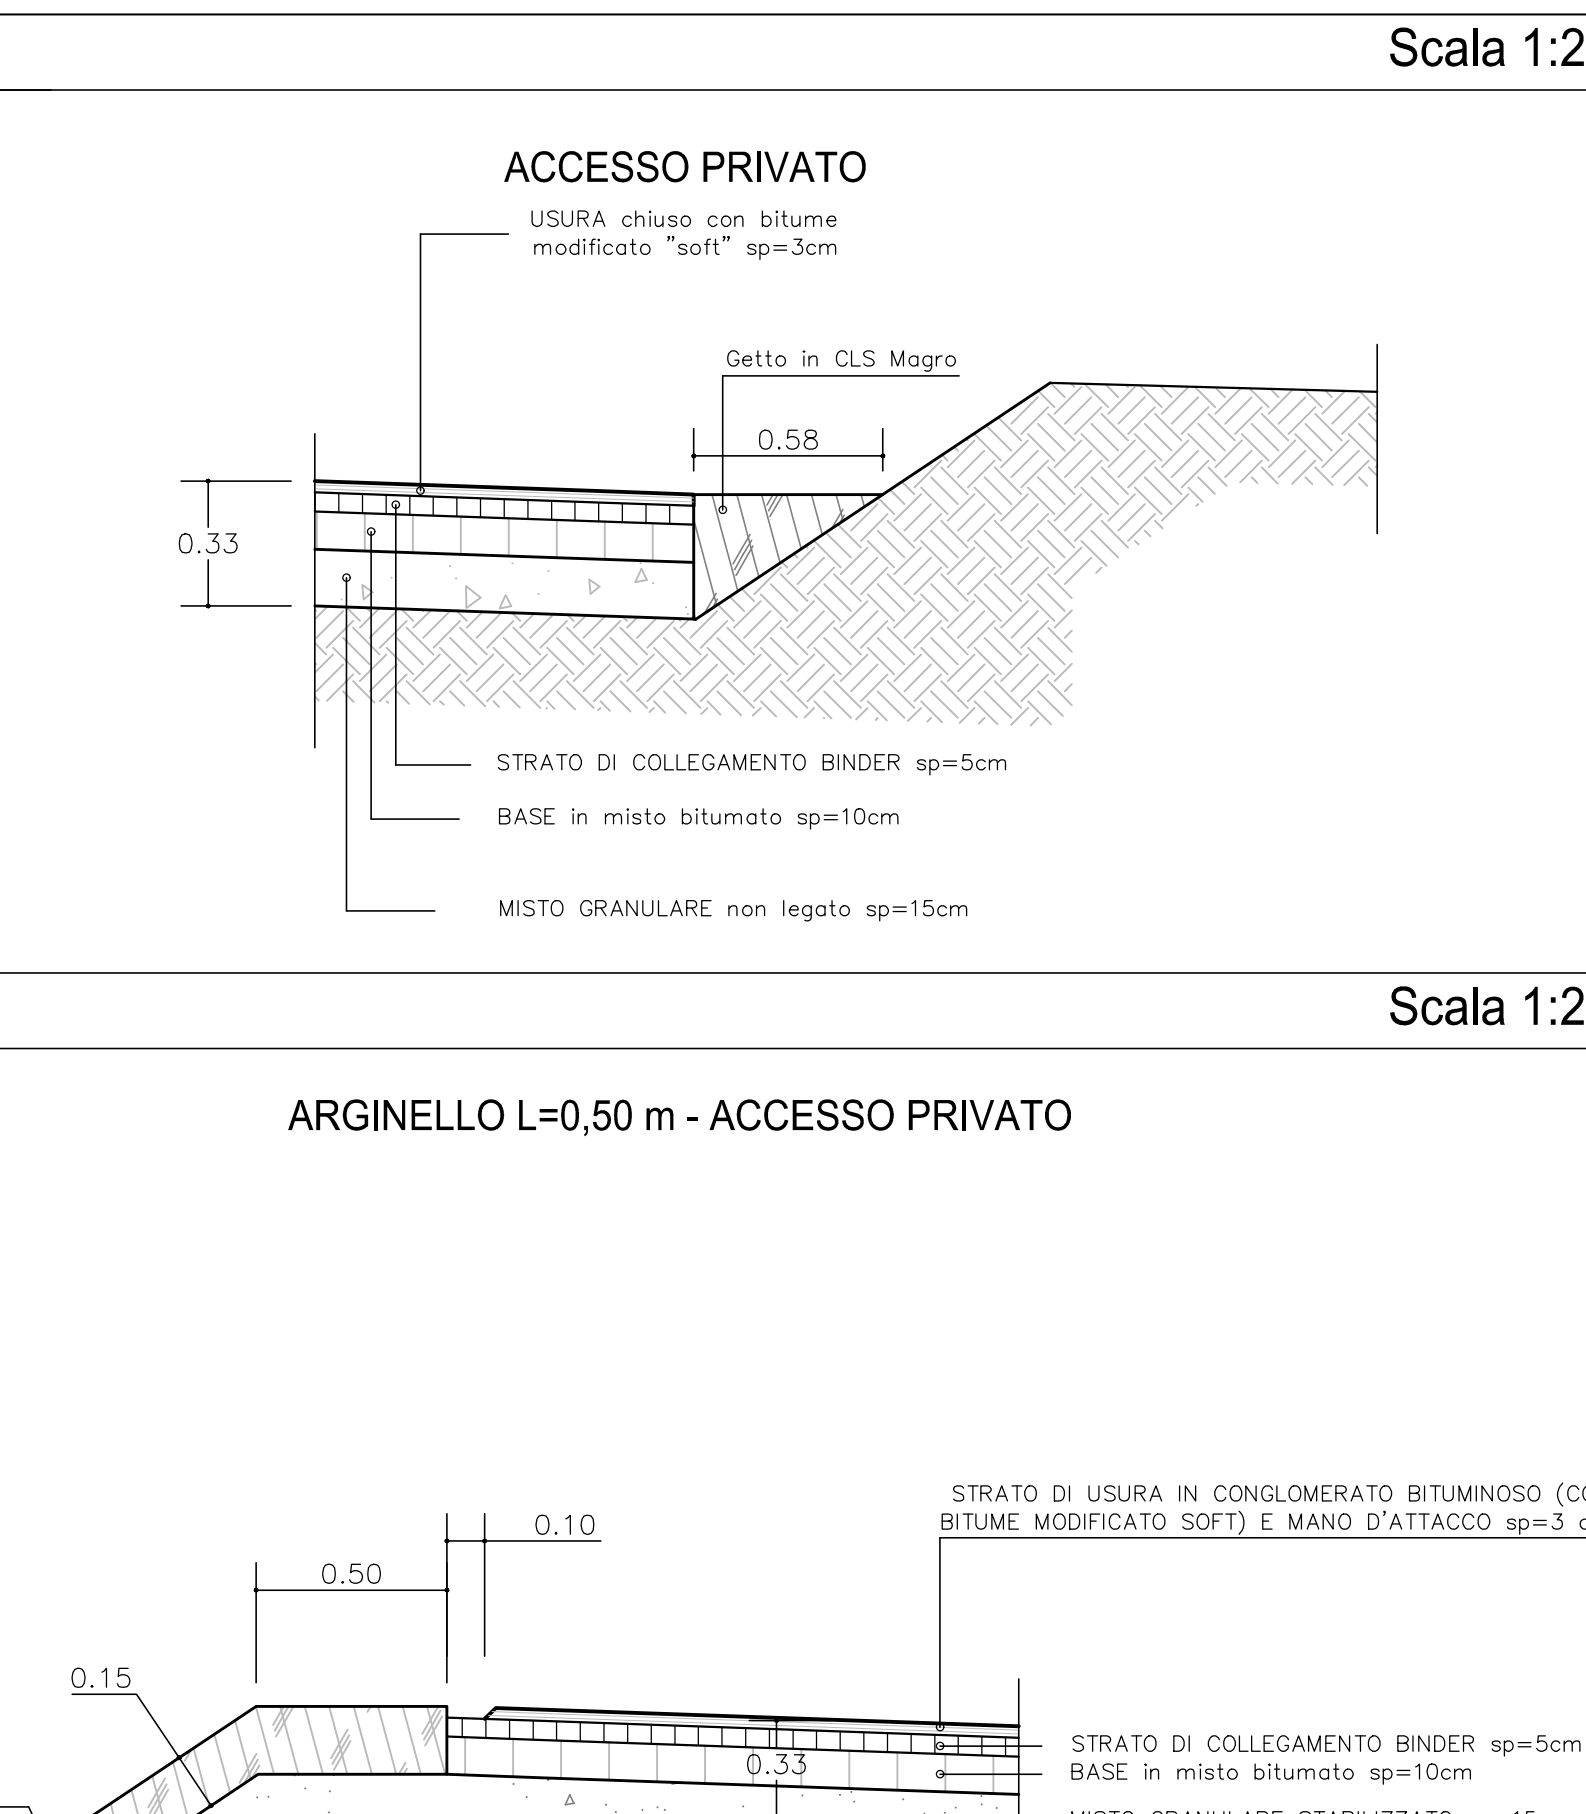 Scala 1:2
ACCESSO PRIVATO
USURA chiuso con bitume
modificato "soft" sp=3cm
Getto in CLS Magro
0.58
0.33
STRATO DI COLLEGAMENTO BINDER sp=5cm
BASE in misto bitumato sp=10cm
MISTO GRANULARE non legato sp=15cm
Scala 1:2
ARGINELLO L=0,50 m - ACCESSO PRIVATO
STRATO DI USURA IN CONGLOMERATO BITUMINOSO
BITUME MODIFICATO SOFT) E MANO D'ATTACCO sp=3
0.10
0.50
0.15
0.33
STRATO DI COLLEGAMENTO BINDER sp=5cm
BASE in misto bitumato sp=10cm
MISTO GRANULARE STABILIZZATO